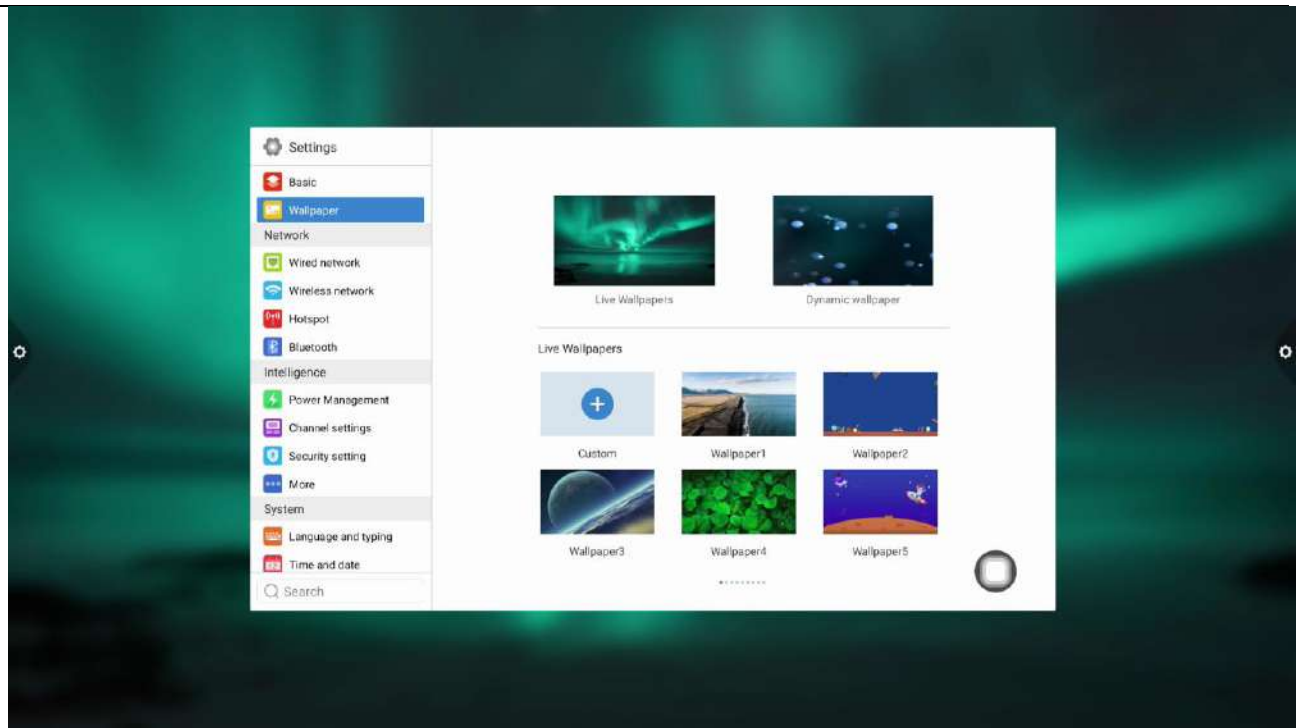 Settings
Basic
Wallpaper
Network
Wired network
Wireless network
Hotspot
Bluetooth
Intelligence
Power Management
Channel settings
Security setting
More
System
Language and typing
Time and date
Search
Live Wallpapers
Dynamic wallpaper
Live Wallpapers
Custom
Wallpaper1
Wallpaper2
Wallpaper3
Wallpaper4
Wallpaper5